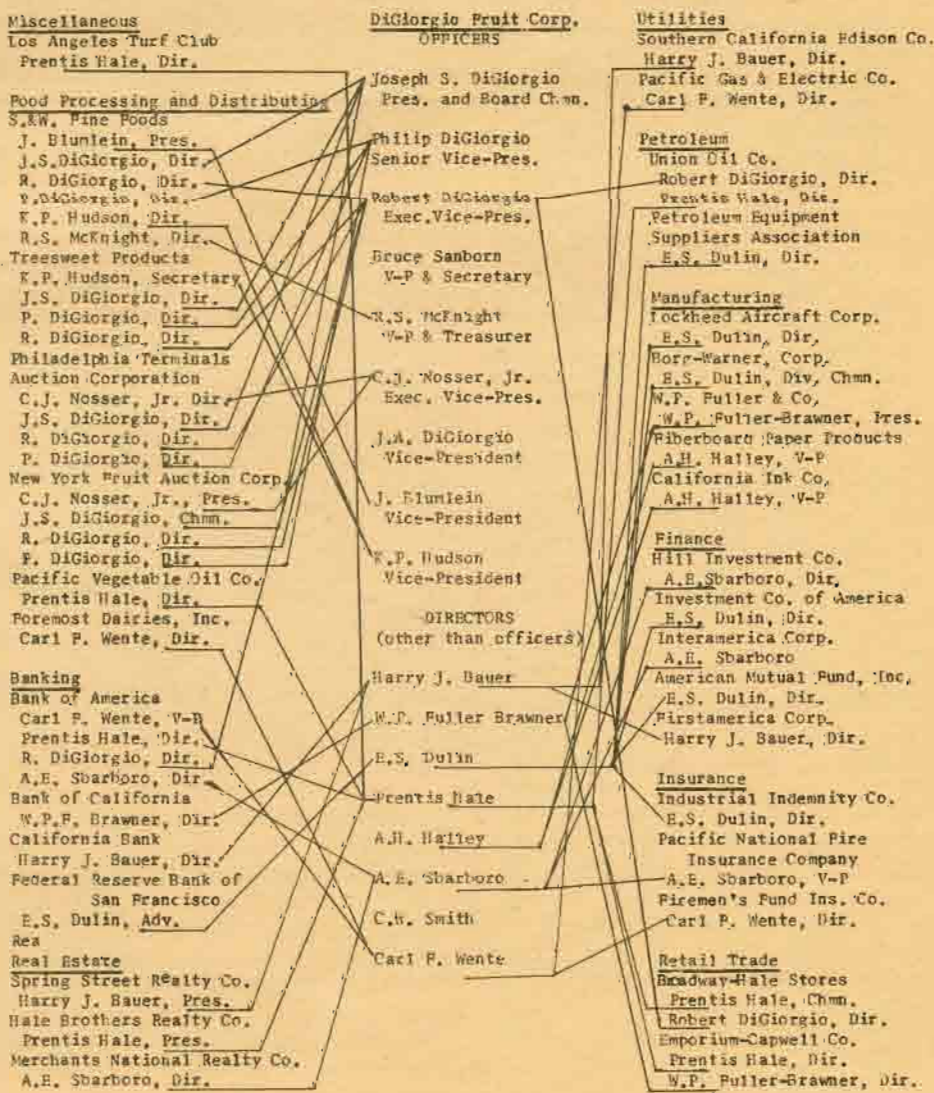 Miscellaneous
Los Angeles Turf Club
Prentis Hale, Dir.
Food Processing and Distributing
S.&W. Fine Foods
J. Blumlein, Pres.
J.S.DiGiorgio, Dir.
R. DiGiorgio, Dir.
P.DiGiorgio, Dir.
K.P. Hudson, Dir.
R.S. McKnight, Dir.
Treesweet Products
K.P. Hudson, Secretary
J.S. DiGiorgio, Dir.
P. DiGiorgio, Dir.
R. DiGiorgio, Dir.
Philadelphia Terminals
Auction Corporation
C.J. Nosser, Jr. Dir.
J.S. DiGiorgio, Dir.
R. DiGiorgio, Dir.
P. DiGiorgio, Dir.
New York Fruit Auction Corp.
C.J. Nosser, Jr., Pres.
J.S. DiGiorgio, Chmn.
R. DiGiorgio, Dir.
P. DiGiorgio, Dir.
Pacific Vegetable Oil Co.
Prentis Hale, Dir.
Foremost Dairies, Inc.
Carl F. Wente, Dir.
Banking
Bank of America
Carl F. Wente, V-P
Prentis Hale, Dir.
R. DiGiorgio, Dir.
A.E. Sbarboro, Dir.
Bank of California
W.P.F. Brawner, Dir.
California Bank
Harry J. Bauer, Dir.
Federal Reserve Bank of
San Francisco
E.S. Dulin, Adv.
Rea
Real Estate
Spring Street Realty Co.
Harry J. Bauer, Pres.
Hale Brothers Realty Co.
Prentis Hale, Pres.
Merchants National Realty Co.
A.E. Sbarboro, Dir.
DiGiorgio Fruit Corp.
OFFICERS
Joseph S. DiGiorgio
Pres. and Board Chmn.
Philip DiGiorgio
Senior Vice-Pres.
Robert DiGiorgio
Exec.Vice-Pres.
Bruce Sanborn
V-P & Secretary
R.S. McKnight
V-P & Treasurer
C.J. Nosser, Jr.
Exec. Vice-Pres.
J.A. DiGiorgio
Vice-President
J. Blumlein
Vice-President
K.P. Hudson
Vice-President
DIRECTORS
(other than officers)
Harry J. Bauer
W.P. Fuller Brawner
E.S. Dulin
Prentis Hale
A.H. Halley
A.E. Sbarboro
C.W. Smith
Carl F. Wente
Utilities
Southern California Edison Co.
Harry J. Bauer, Dir.
Pacific Gas & Electric Co.
Carl F. Wente, Dir.
Petroleum
Union Oil Co.
Robert DiGiorgio, Dir.
Prentis Hale, Dir.
Petroleum Equipment
Suppliers Association
E.S. Dulin, Dir.
Manufacturing
Lockheed Aircraft Corp.
E.S. Dulin, Dir.
Borg-Warner, Corp.
E.S. Dulin, Div, Chmn.
W.P. Fuller & Co,
W.P. Fuller-Brawner, Pres.
Fiberboard Paper Products
A.H. Halley, V-P
California Ink Co,
A.H. Halley, V-P
Finance
Hill Investment Co.
A.E.Sbarboro, Dir.
Investment Co. of America
E.S. Dulin, Dir.
Interamerica Corp.
A.E. Sbarboro
American Mutual Fund, Inc,
E.S. Dulin, Dir.
Firstamerica Corp.
Harry J. Bauer, Dir.
Insurance
Industrial Indemnity Co.
E.S. Dulin, Dir.
Pacific National Fire
Insurance Company
A.E. Sbarboro, V-P
Firemen's Fund Ins. Co.
Carl F. Wente, Dir.
Retail Trade
Broadway-Hale Stores
Prentis Hale, Chmn.
Robert DiGiorgio, Dir.
Emporium-Capwell Co.
Prentis Hale, Dir.
W.P. Fuller-Brawner, Dir.